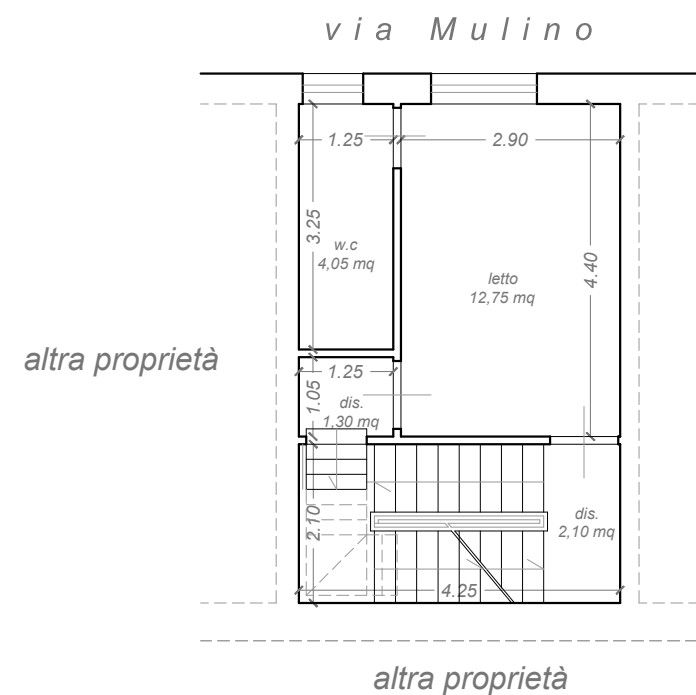 via Mulino
1.25
2.90
3.25
w.c
4,05 mq
4.40
letto
12,75 mq
altra proprietà
1.25
1.05
dis.
1,30 mq
2.10
dis.
2,10 mq
4.25
altra proprietà